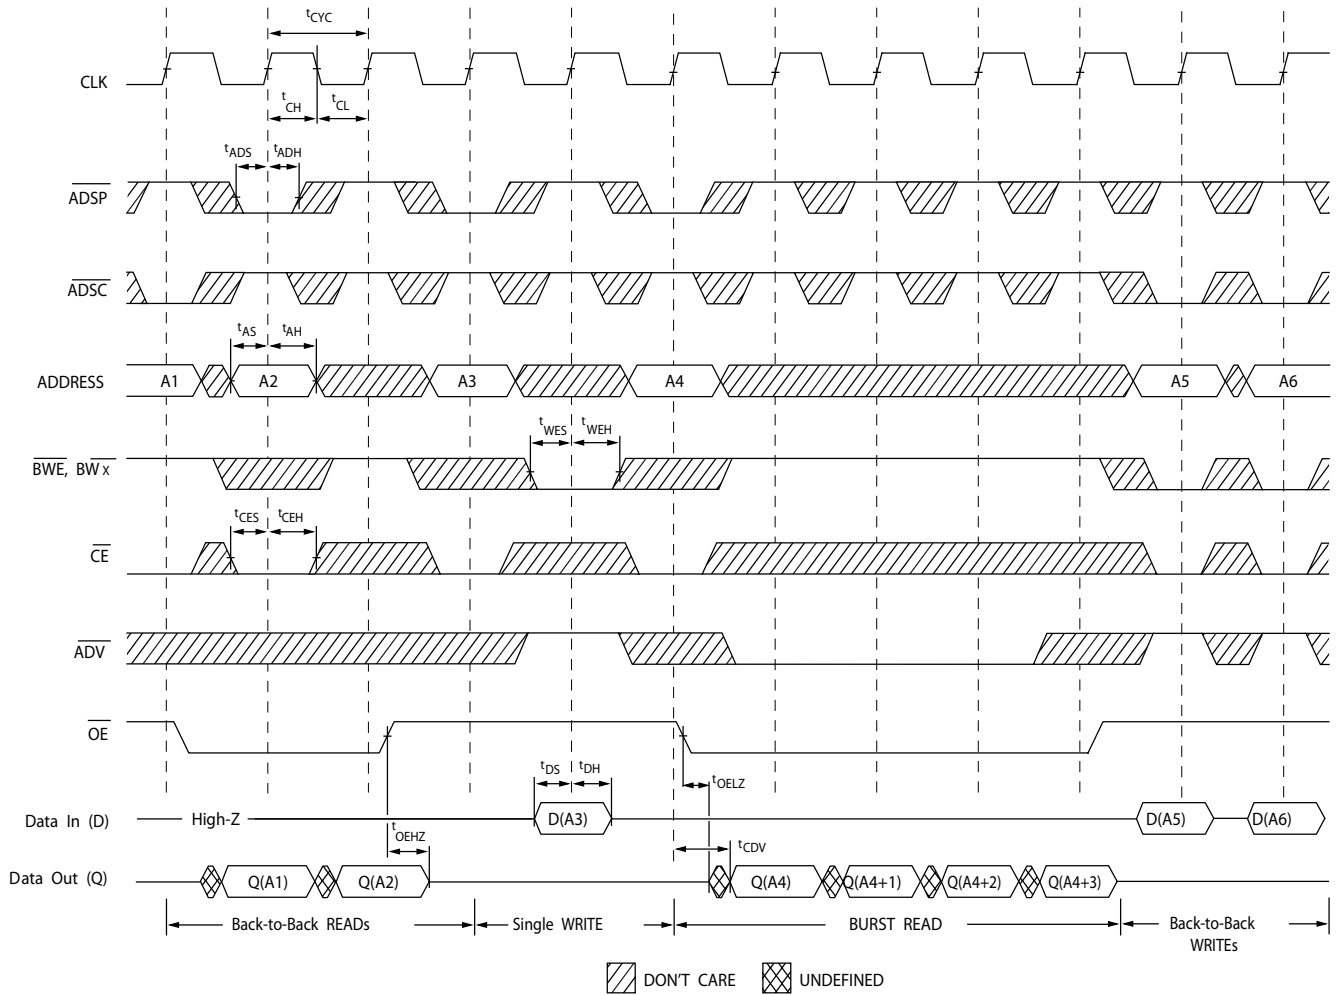 tCYC
CLK
tCH
tCL
tADS
tADH
ADSP
ADSC
tAS
tAH
ADDRESS
A1
A2
A3
A4
A5
A6
tWES
tWEH
BWE, BW x
tCES
tCEH
CE
ADV
OE
tDS
tDH
tOELZ
Data In (D)
High-Z
D(A3)
D(A5)
D(A6)
tOEHZ
tCDV
Data Out (Q)
Q(A1)
Q(A2)
Q(A4)
Q(A4+1)
Q(A4+2)
Q(A4+3)
Back-to-Back READs
Single WRITE
BURST READ
Back-to-Back
WRITEs
DON'T CARE
UNDEFINED